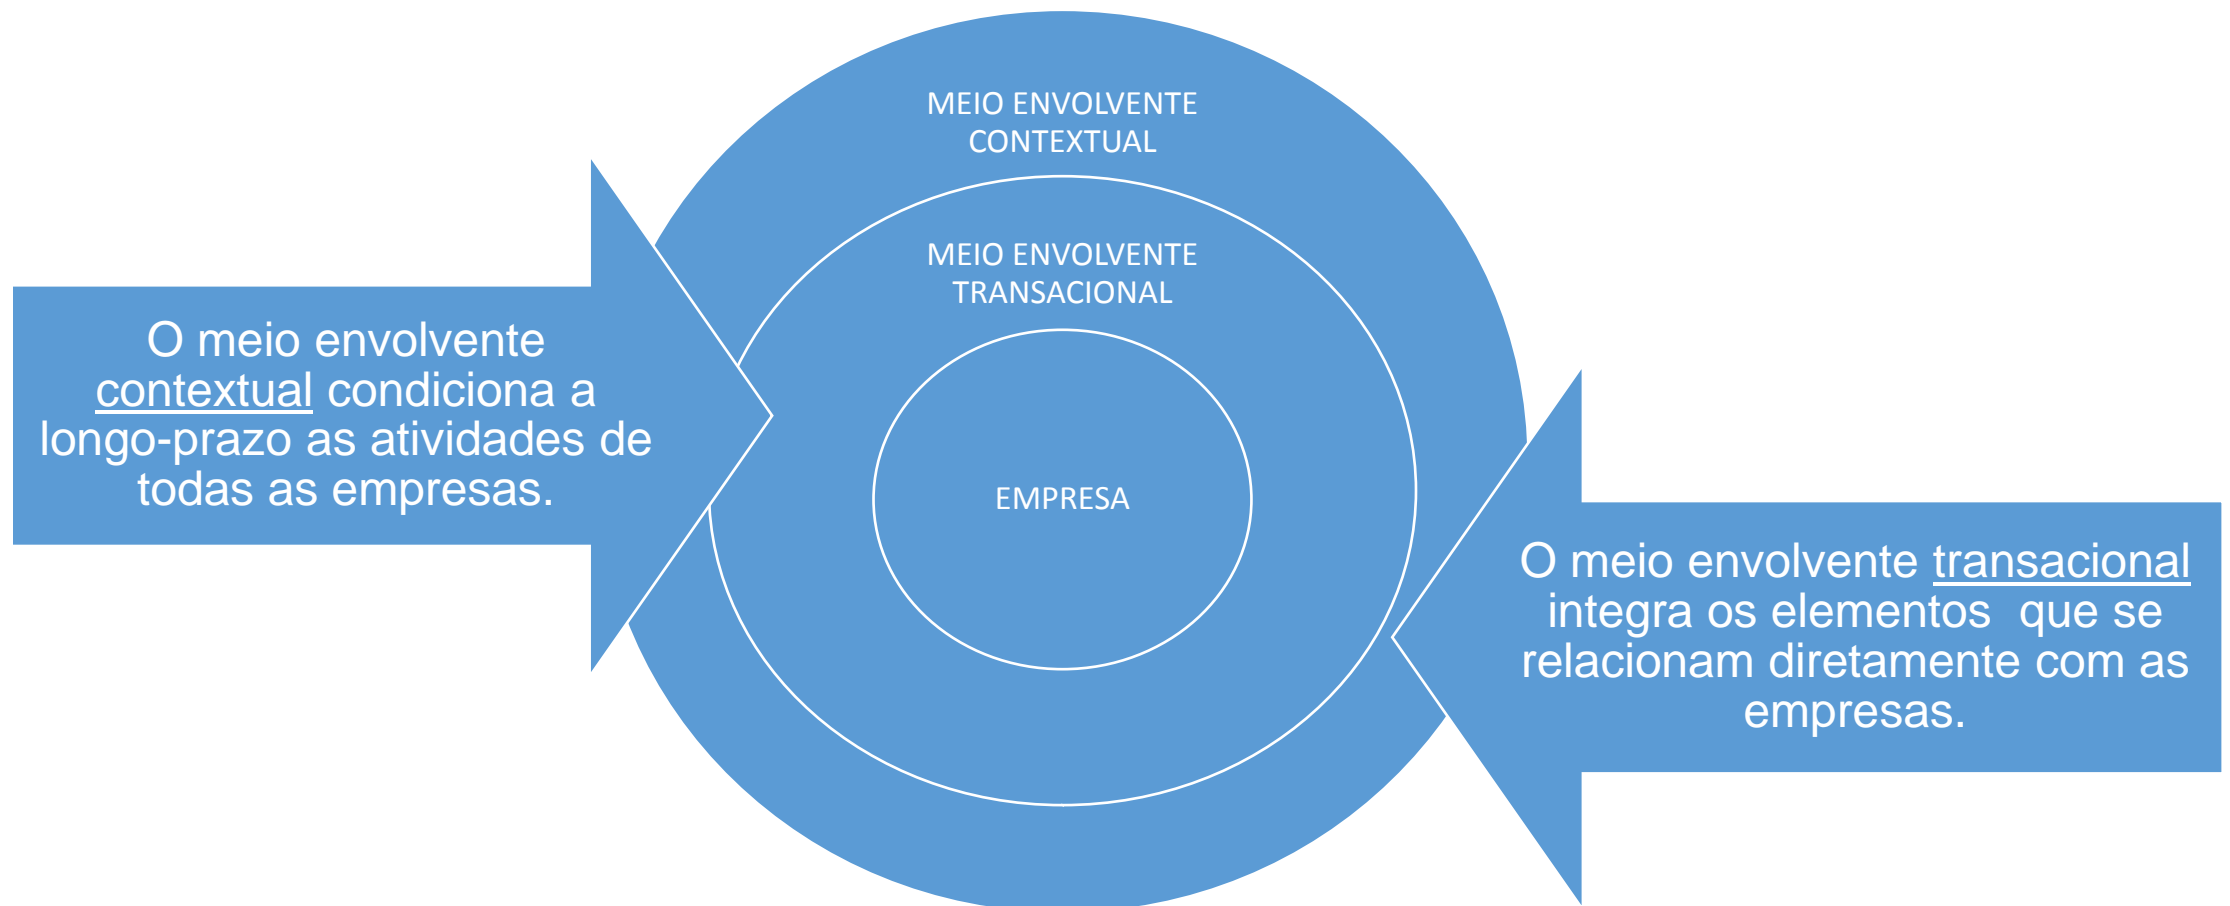 MEIO ENVOLVENTE
CONTEXTUAL
MEIO ENVOLVENTE
TRANSACIONAL
EMPRESA
O meio envolvente
contextual condiciona a
longo-prazo as atividades de
todas as empresas.
O meio envolvente transacional
integra os elementos  que se
relacionam diretamente com as
empresas.